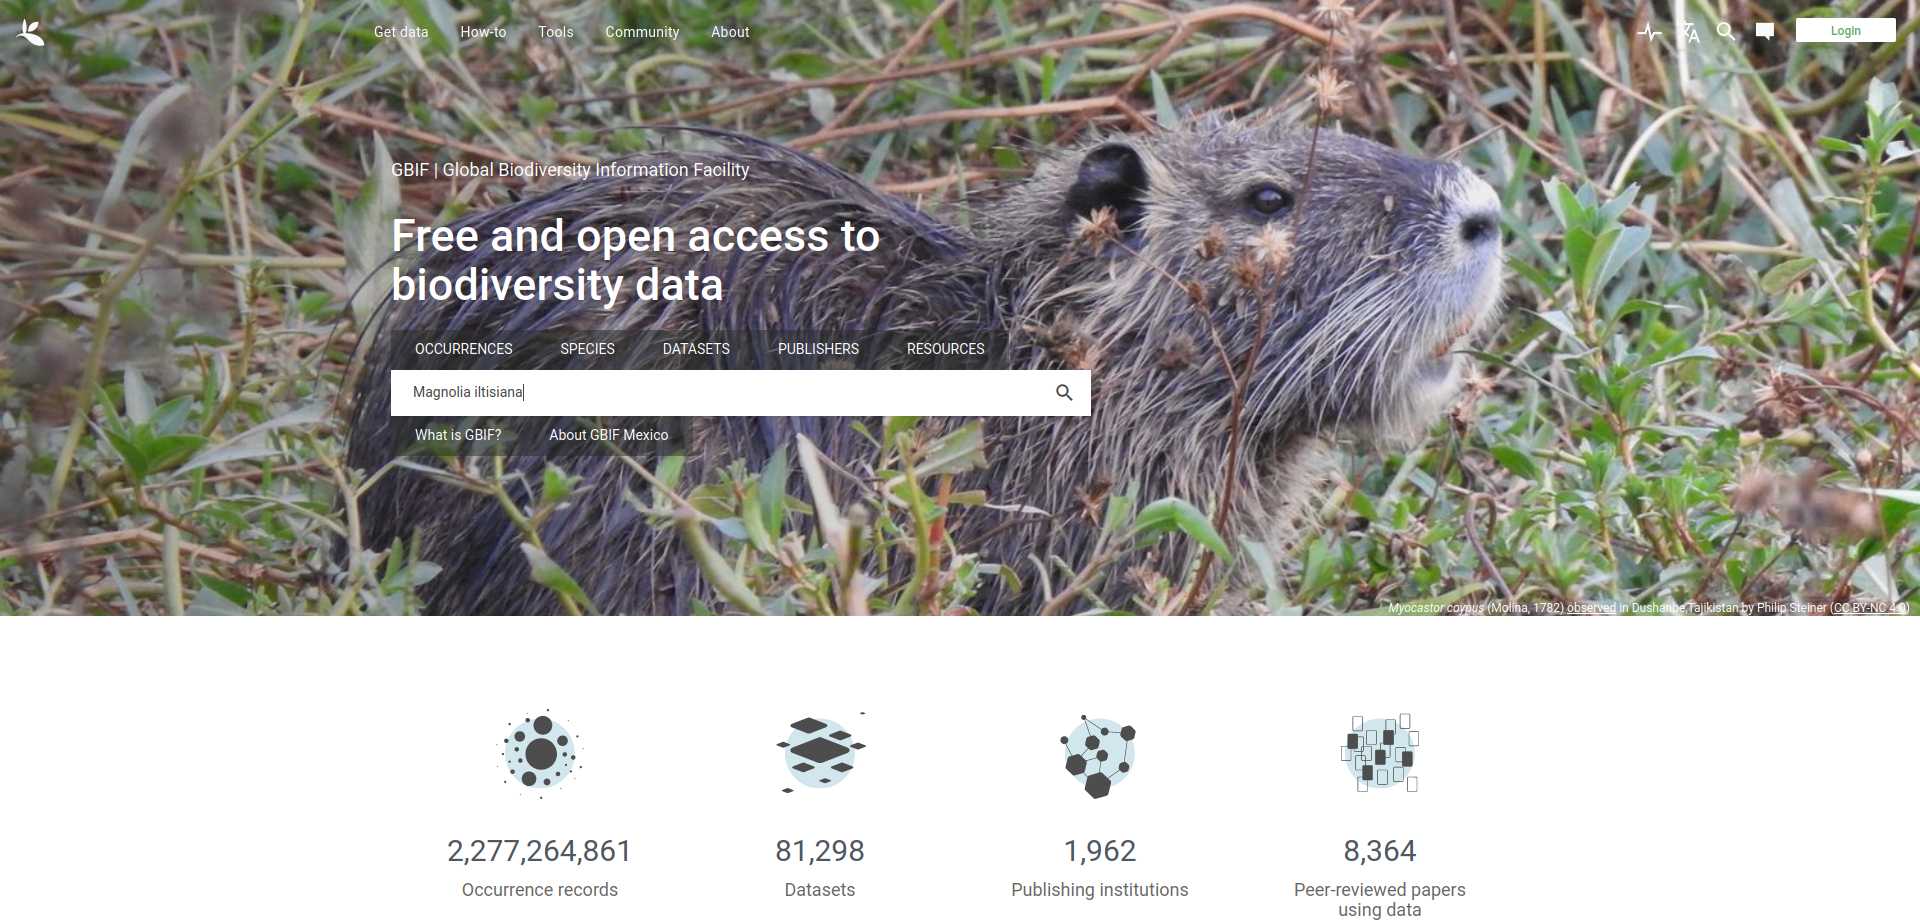 Get data How-to Tools Community About
Login
GBIF | Global Biodiversity Information Facility
Free and open access to
biodiversity data
OCCURRENCES SPECIES DATASETS PUBLISHERS RESOURCES
Magnolia iltisiana
What is GBIF? About GBIF Mexico
Myocastor coypus (Molina, 1782) observed in Dushanbe,Tajikistan by Philip Steiner (CC BY-NC 4.0)
2,277,264,861 81,298 1,962 8,364
Occurrence records Datasets Publishing institutions Peer-reviewed papers
using data